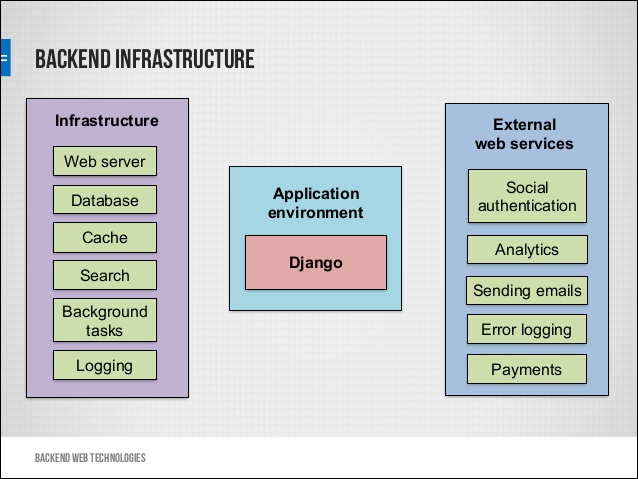 BACKEND INFRASTRUCTURE
Infrastructure
Web server
Database
Cache
Search
Background
tasks
Logging
Application
environment
Django
External
web services
Social
authentication
Analytics
Sending emails
Error logging
Payments
BACKEND WEB TECHNOLOGIES